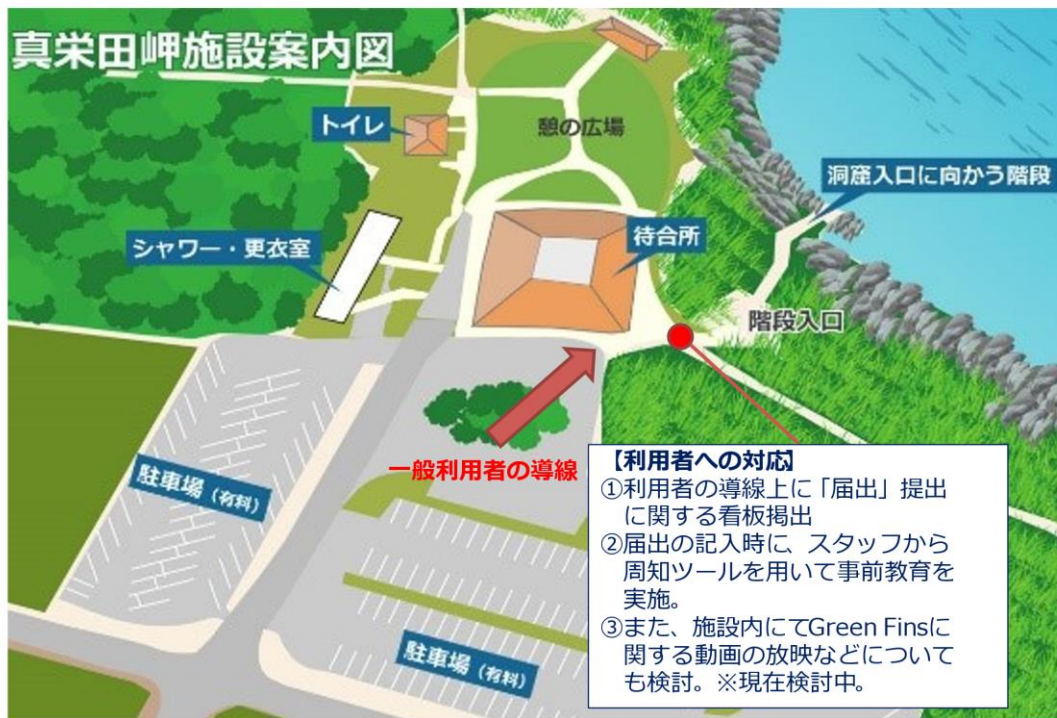 真栄田岬施設案内図
トイレ
憩の広場
洞窟入口に向かう階段
シャワー・更衣室
待合所
階段入口
一般利用者の導線
駐車場（有料）
駐車場（有料）
【利用者への対応】
①利用者の導線上に「届出」提出
に関する看板掲出
②届出の記入時に、スタッフから
周知ツールを用いて事前教育を
実施。
③また、施設内にてGreen Finsに
関する動画の放映などについて
も検討。※現在検討中。